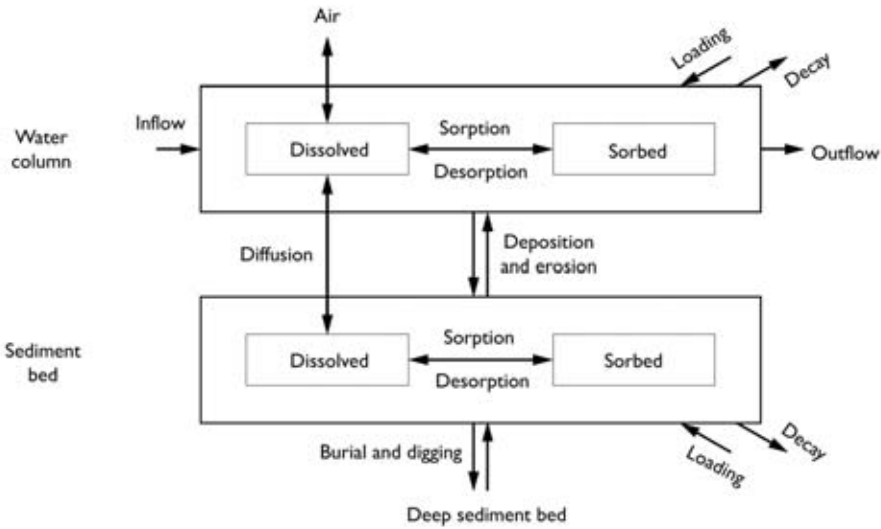 Air
Loading
Decay
Inflow
Sorption
Water
column
Dissolved
Sorbed
Desorption
Outflow
Diffusion
Deposition
and erosion
Sorption
Sediment
bed
Dissolved
Sorbed
Desorption
Burial and digging
Loading
Decay
Deep sediment bed